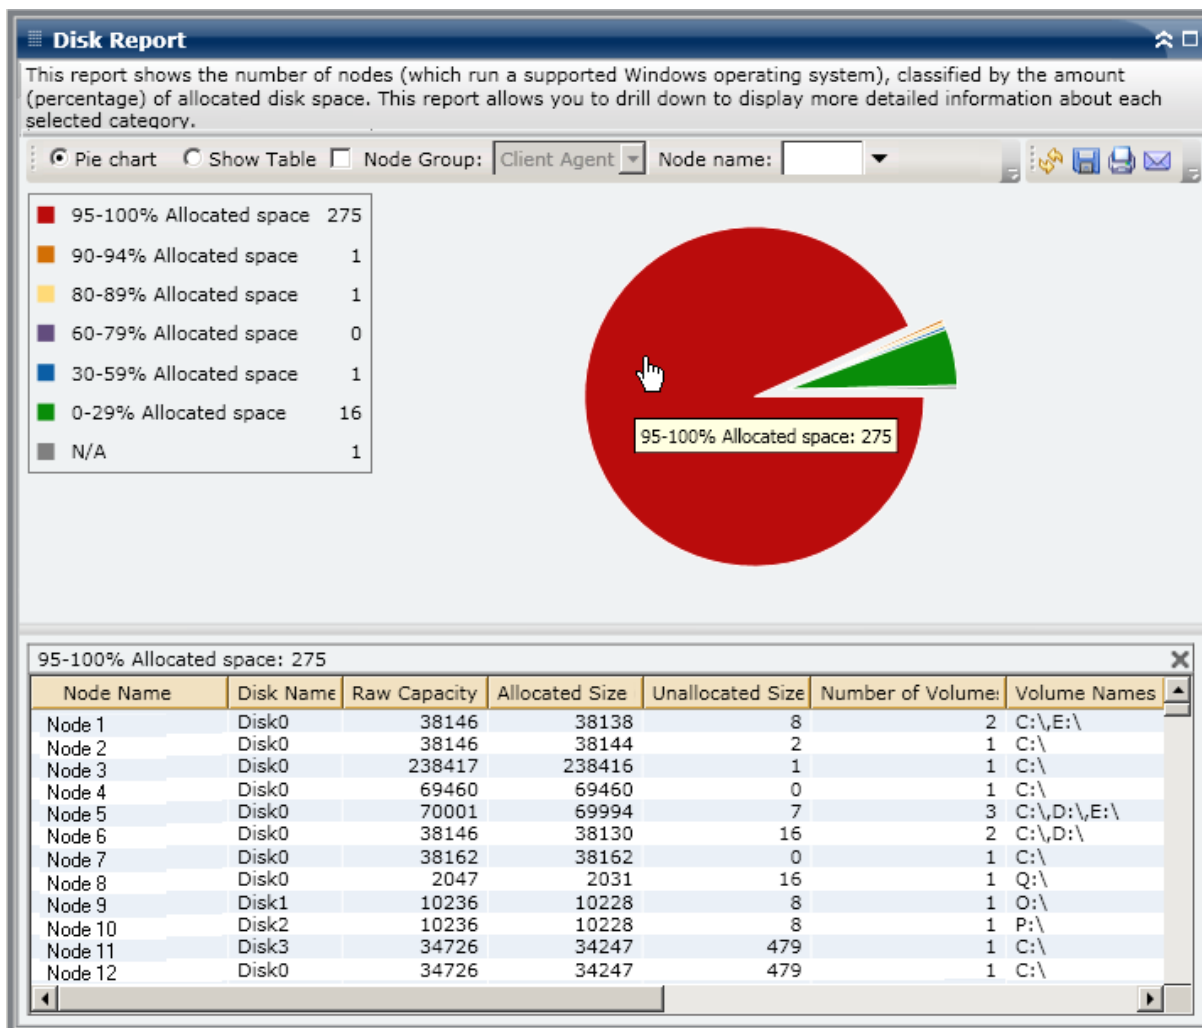 Disk Report
This report shows the number of nodes (which run a supported Windows operating system), classified by the amount
(percentage) of allocated disk space. This report allows you to drill down to display more detailed information about each
selected category.
Pie chart Show Table Node Group: Client Agent Node name:
95-100% Allocated space 275
90-94% Allocated space 1
80-89% Allocated space 1
60-79% Allocated space 0
30-59% Allocated space 1
0-29% Allocated space 16
N/A 1
95-100% Allocated space: 275
95-100% Allocated space: 275
Node Name Disk Name Raw Capacity Allocated Size Unallocated Size Number of Volumes Volume Names
Node 1 Disk0 38146 38138 8 2 C:\,E:\
Node 2 Disk0 38146 38144 2 1 C:\
Node 3 Disk0 238417 238416 1 1 C:\
Node 4 Disk0 69460 69460 0 1 C:\
Node 5 Disk0 70001 69994 7 3 C:\,D:\,E:\
Node 6 Disk0 38146 38130 16 2 C:\,D:\
Node 7 Disk0 38162 38162 0 1 C:\
Node 8 Disk0 2047 2031 16 1 Q:\
Node 9 Disk1 10236 10228 8 1 O:\
Node 10 Disk2 10236 10228 8 1 P:\
Node 11 Disk3 34726 34247 479 1 C:\
Node 12 Disk0 34726 34247 479 1 C:\